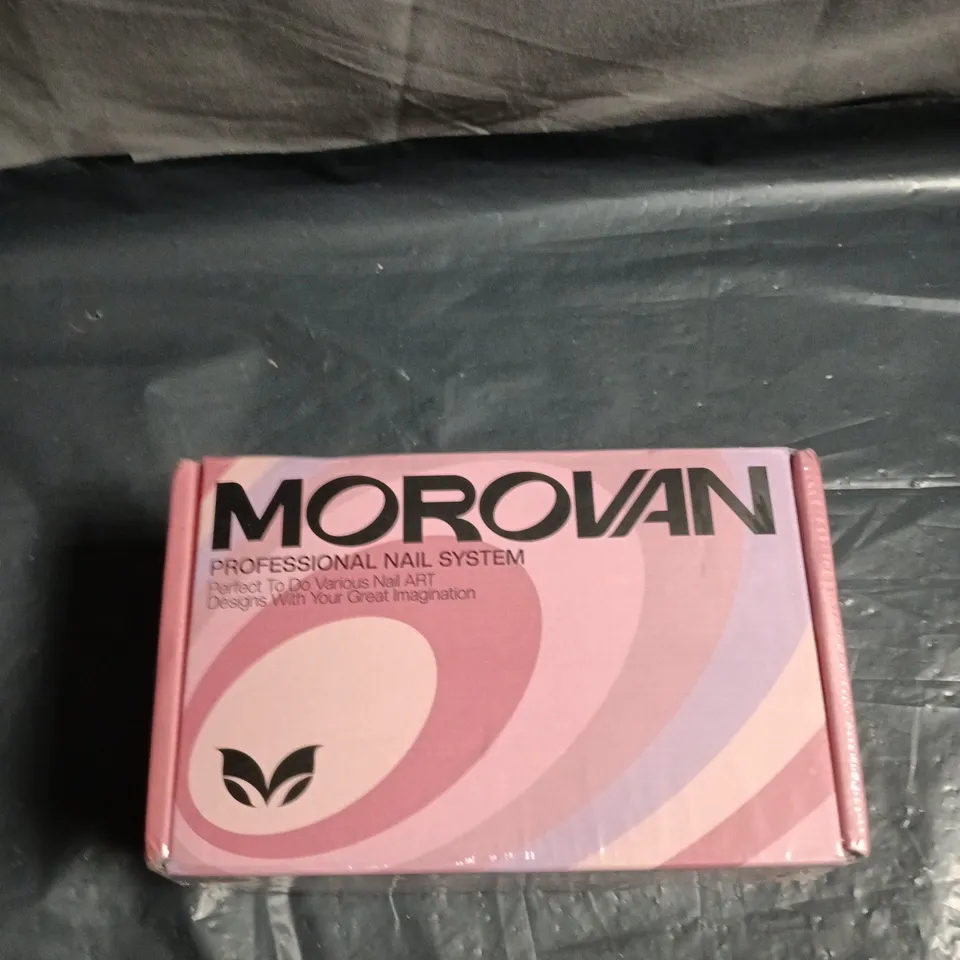 MOROVAN
PROFESSIONAL NAIL SYSTEM
Perfect To Do Various Nail ART
Designs With Your Great Imagination